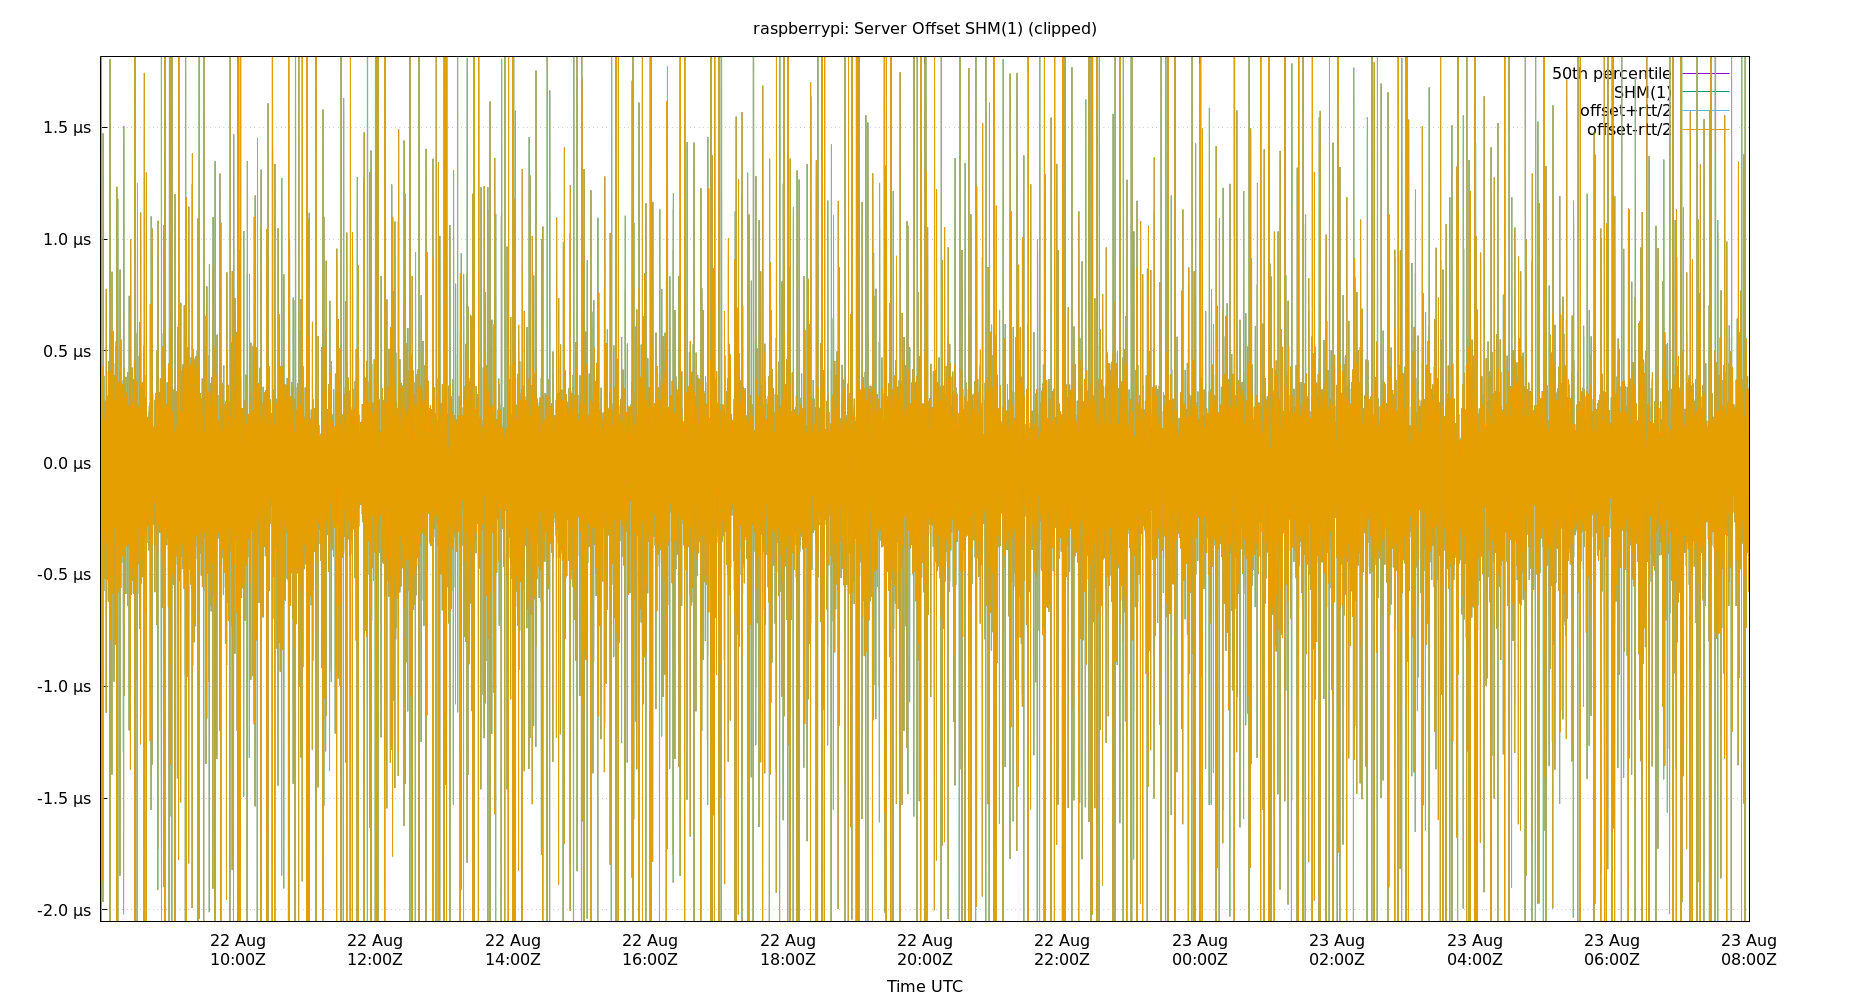 raspberrypi: Server Offset SHM(1) (clipped)
50th percentile
SHM(1)
offset+rtt/2
offset-rtt/2
1.5 µs
1.0 µs
0.5 µs
0.0 µs
-0.5 µs
-1.0 µs
-1.5 µs
-2.0 µs
22 Aug 22 Aug 22 Aug 22 Aug 22 Aug 22 Aug 22 Aug 23 Aug 23 Aug 23 Aug 23 Aug 23 Aug
10:00Z 12:00Z 14:00Z 16:00Z 18:00Z 20:00Z 22:00Z 00:00Z 02:00Z 04:00Z 06:00Z 08:00Z
Time UTC